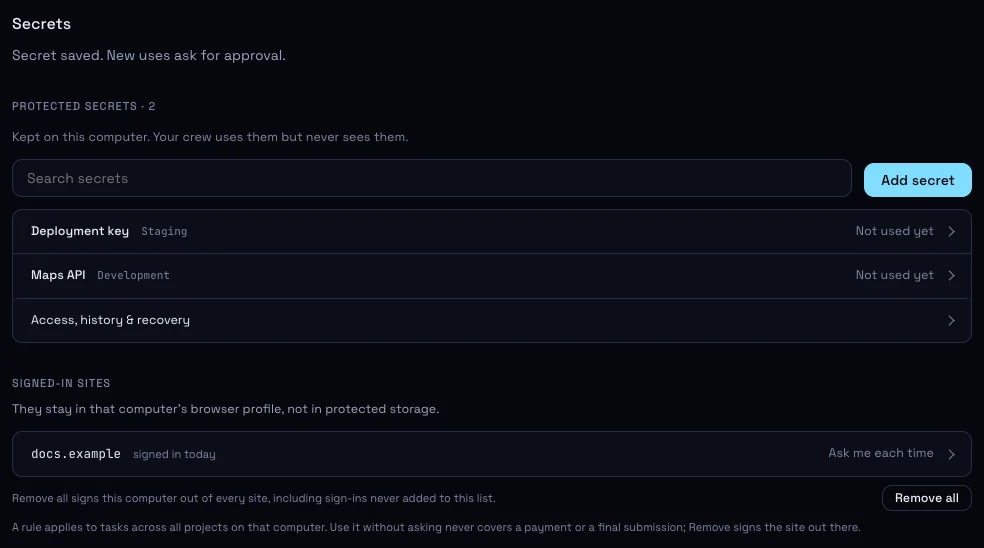 Secrets
Secret saved. New uses ask for approval.
PROTECTED SECRETS · 2
Kept on this computer. Your crew uses them but never sees them.
Search secrets
Add secret
Deployment key Staging Not used yet
Maps API Development Not used yet
Access, history & recovery
SIGNED-IN SITES
They stay in that computer's browser profile, not in protected storage.
docs.example signed in today Ask me each time
Remove all signs this computer out of every site, including sign-ins never added to this list.
Remove all
A rule applies to tasks across all projects on that computer. Use it without asking never covers a payment or a final submission; Remove signs the site out there.